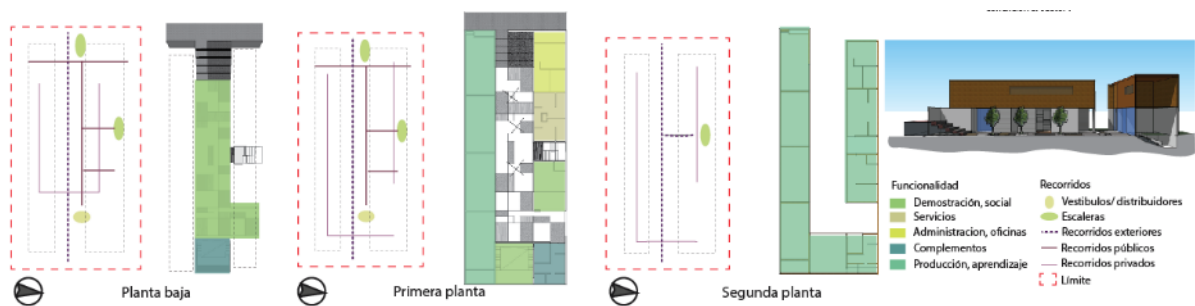 Planta baja
Primera planta
Segunda planta
Funcionalidad
Demostración, social
Servicios
Administracion, oficinas
Complementos
Producción, aprendizaje
Recorridos
Vestibulos/ distribuidores
Escaleras
Recorridos exteriores
Recorridos públicos
Recorridos privados
Límite